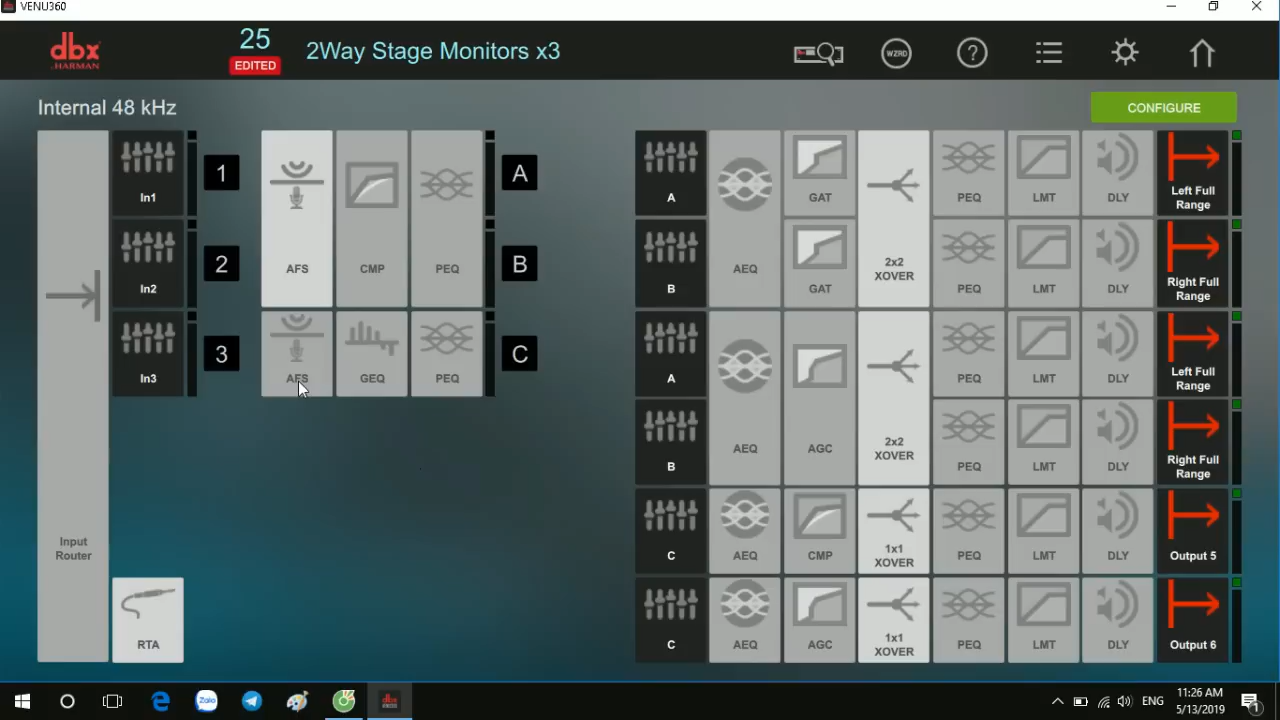 VENU360
dbx
by HARMAN
25
EDITED
2Way Stage Monitors x3
WZRD
?
Internal 48 kHz
CONFIGURE
In1
1
AFS
CMP
PEQ
A
In2
2
B
In3
3
AFS
GEQ
PEQ
C
Input
Router
RTA
A
AEQ
GAT
2x2
XOVER
PEQ
LMT
DLY
Left Full
Range
B
GAT
PEQ
LMT
DLY
Right Full
Range
A
AEQ
AGC
2x2
XOVER
PEQ
LMT
DLY
Left Full
Range
B
PEQ
LMT
DLY
Right Full
Range
C
AEQ
CMP
1x1
XOVER
PEQ
LMT
DLY
Output 5
C
AEQ
AGC
1x1
XOVER
PEQ
LMT
DLY
Output 6
Zalo
ENG
11:26 AM
5/13/2019
1